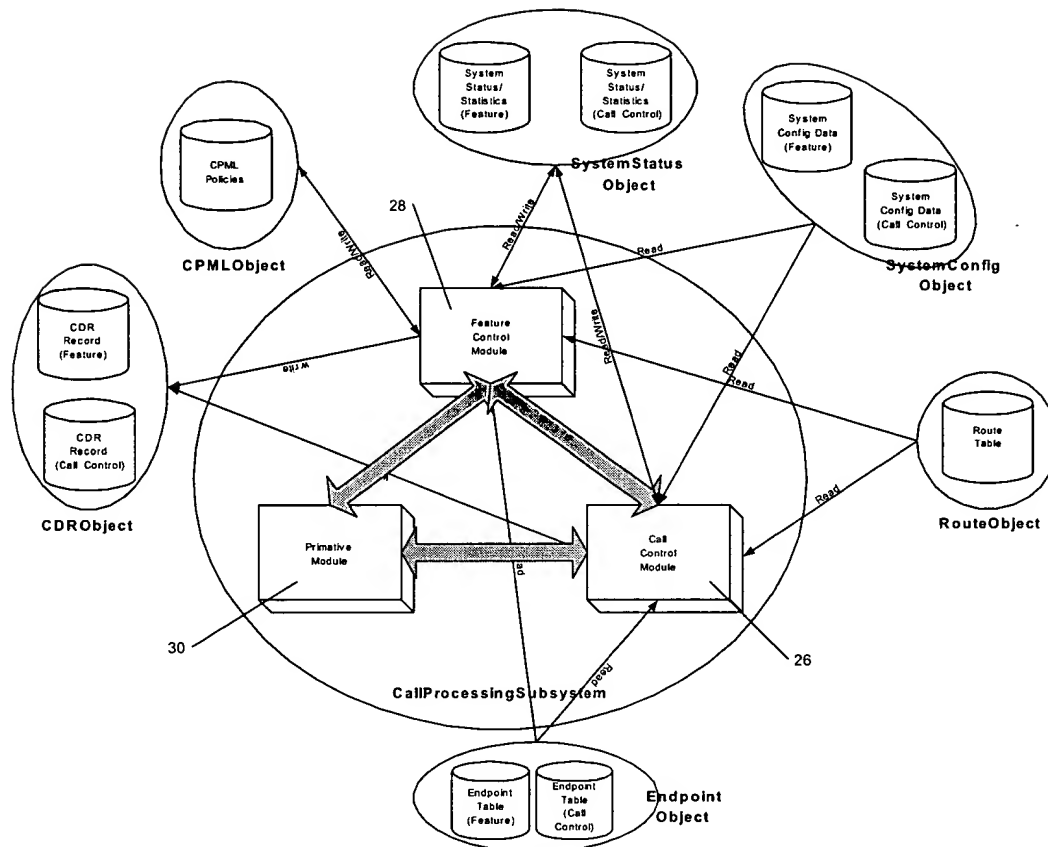 System
Status/
Statistics
(Feature)
System
Status/
Statistics
(Call Control)
SystemStatus
Object
CPML
Policies
CPMLObject
System
Config Data
(Feature)
System
Config Data
(Call Control)
SystemConfig
Object
28
Read/Write
Read/Write
Read
Read/Write
Read
Read
Feature
Control
Module
CDR
Record
(Feature)
CDR
Record
(Call Control)
CDRObject
Write
Route
Table
RouteObject
Read
Primative
Module
Call
Control
Module
30
26
Read
CallProcessingSubsystem
Endpoint
Table
(Feature)
Endpoint
Table
(Call
Control)
Endpoint
Object